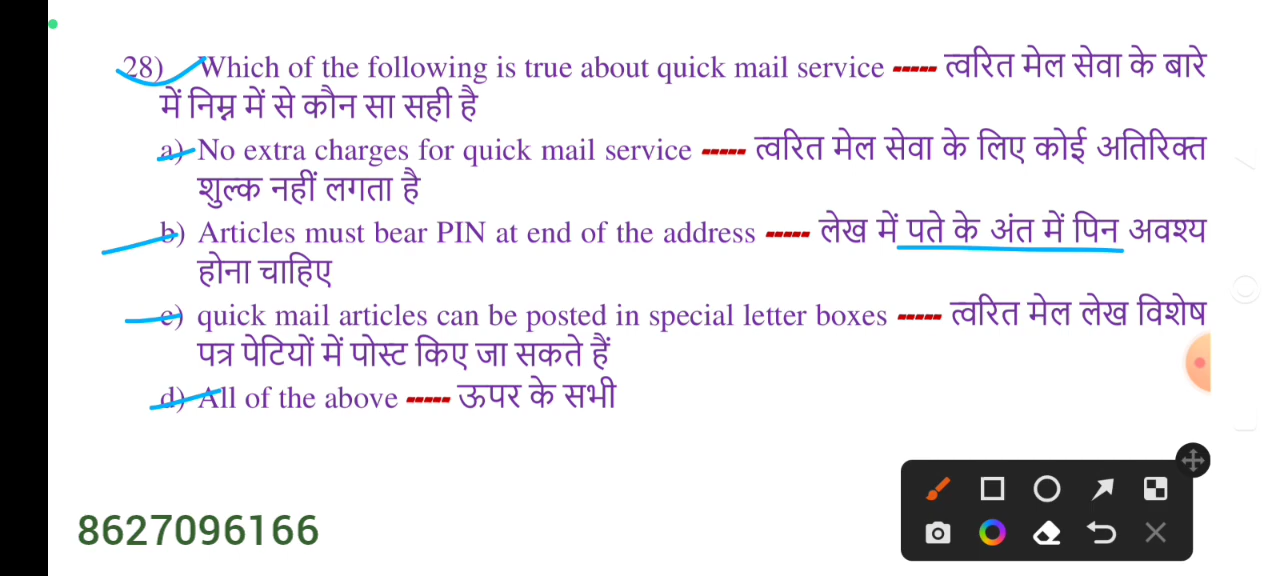 28) Which of the following is true about quick mail service ----- त्वरित मेल सेवा के बारे
में निम्न में से कौन सा सही है
a) No extra charges for quick mail service ----- त्वरित मेल सेवा के लिए कोई अतिरिक्त
शुल्क नहीं लगता है
b) Articles must bear PIN at end of the address ----- लेख में पते के अंत में पिन अवश्य
होना चाहिए
c) quick mail articles can be posted in special letter boxes ----- त्वरित मेल लेख विशेष
पत्र पेटियों में पोस्ट किए जा सकते हैं
d) All of the above ----- ऊपर के सभी
8627096166